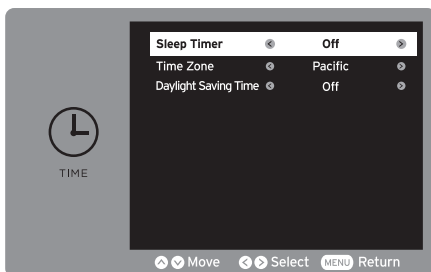 Sleep Timer Off
Time Zone Pacific
Daylight Saving Time Off
TIME
Move Select MENU Return